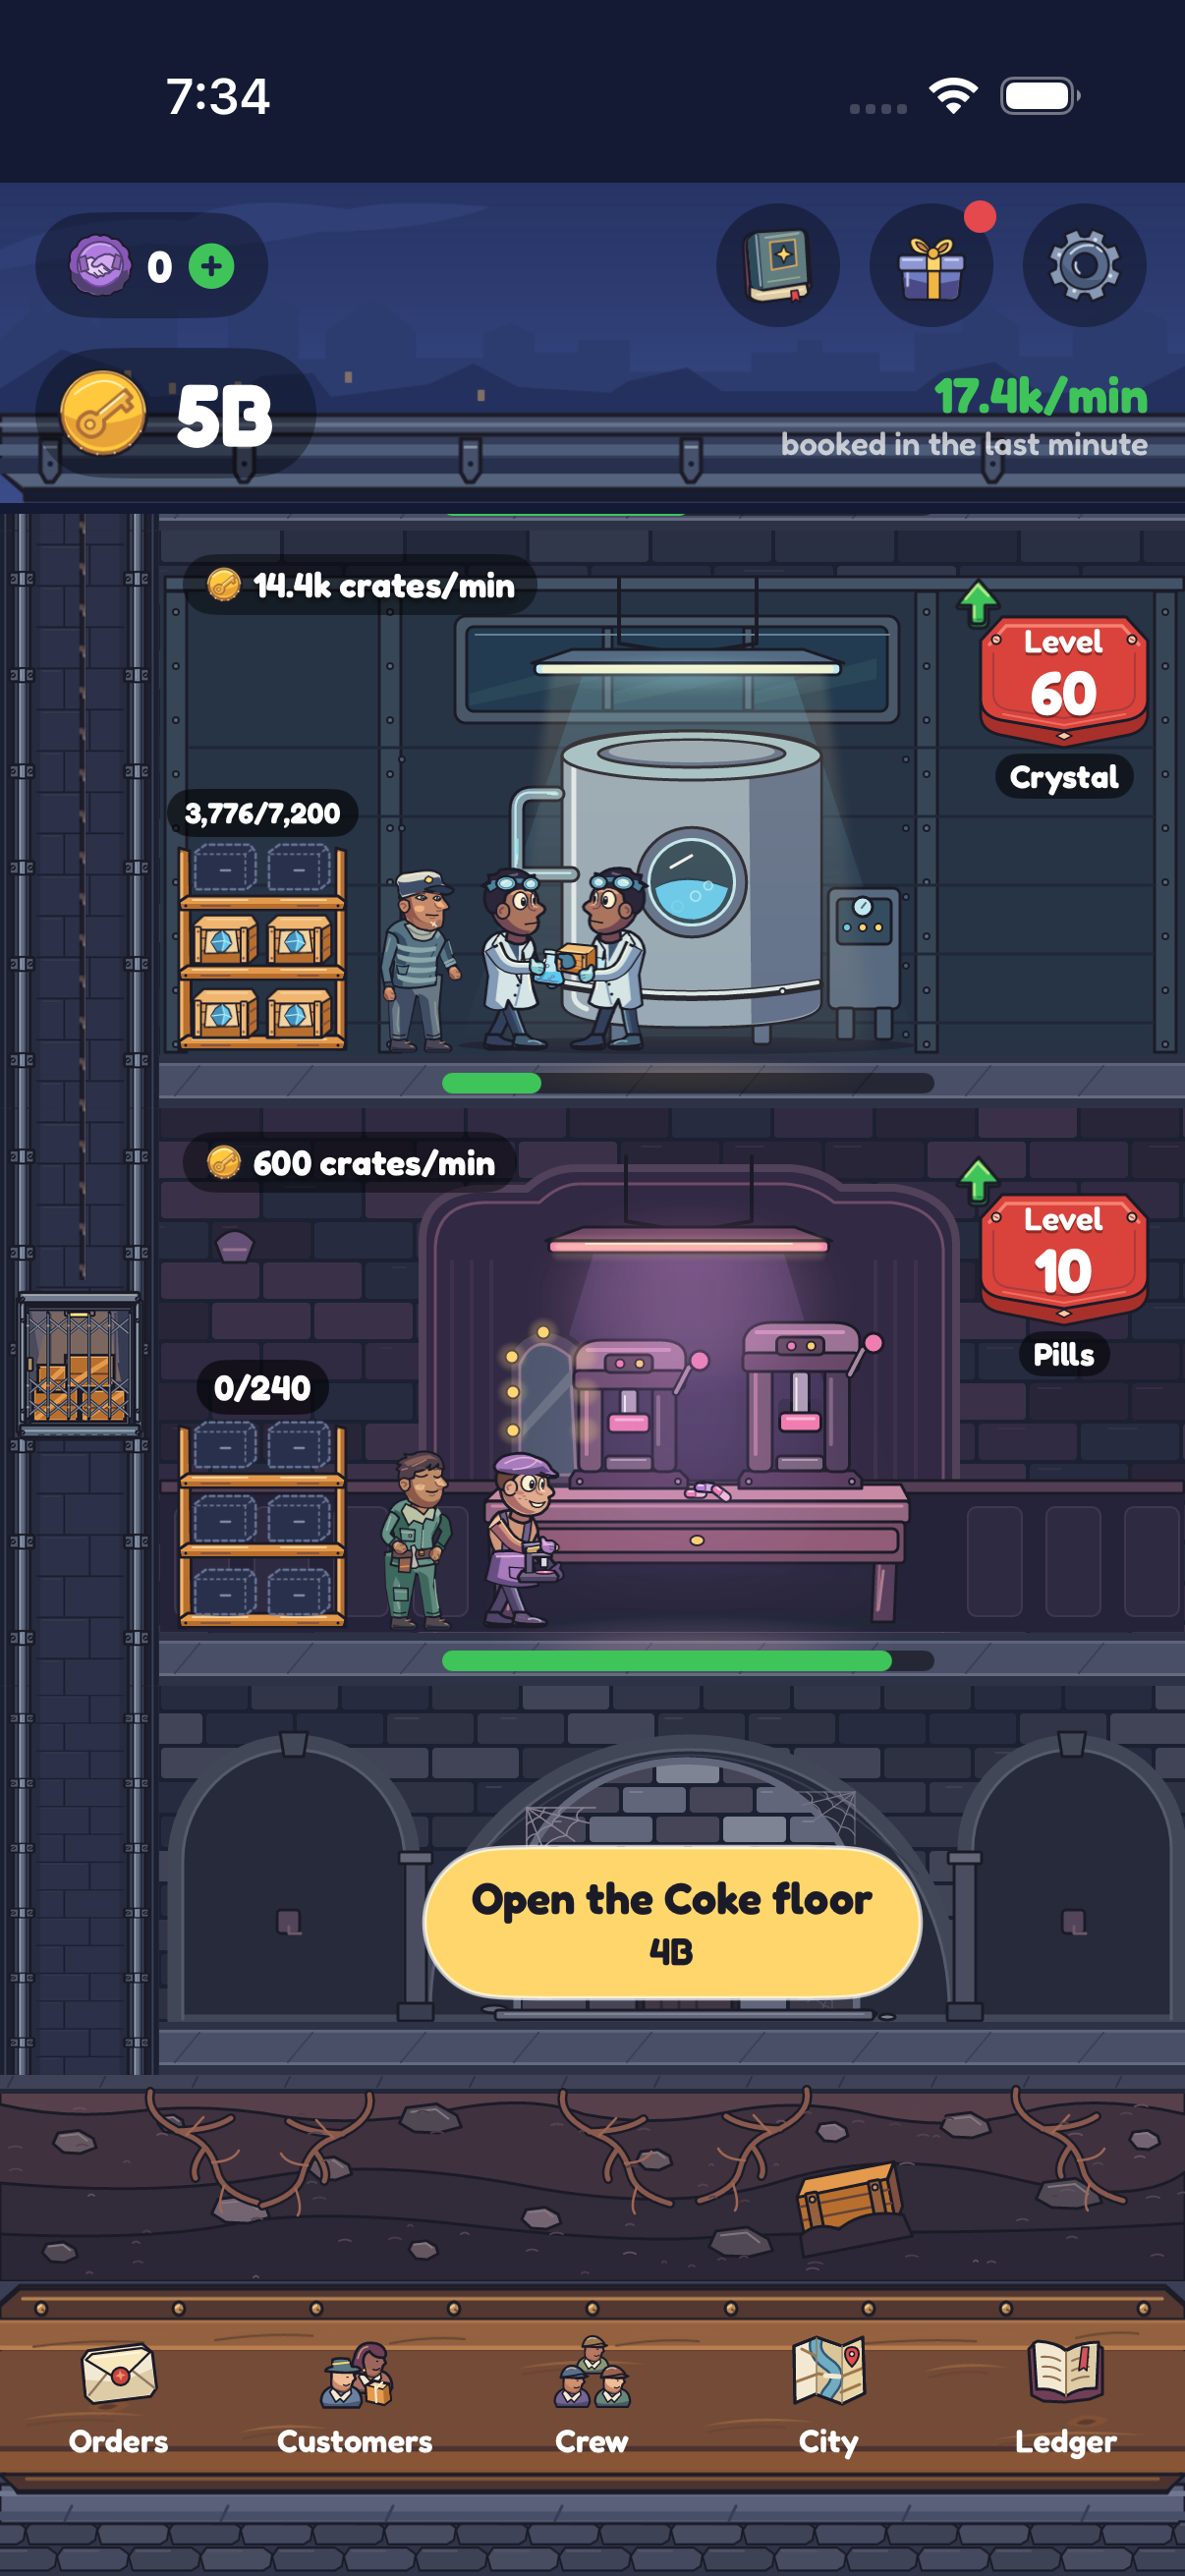 7:34
0
5B
17.4k/min
booked in the last minute
14.4k crates/min
Level
60
Crystal
3,776/7,200
600 crates/min
Level
10
Pills
0/240
Open the Coke floor
4B
Orders
Customers
Crew
City
Ledger